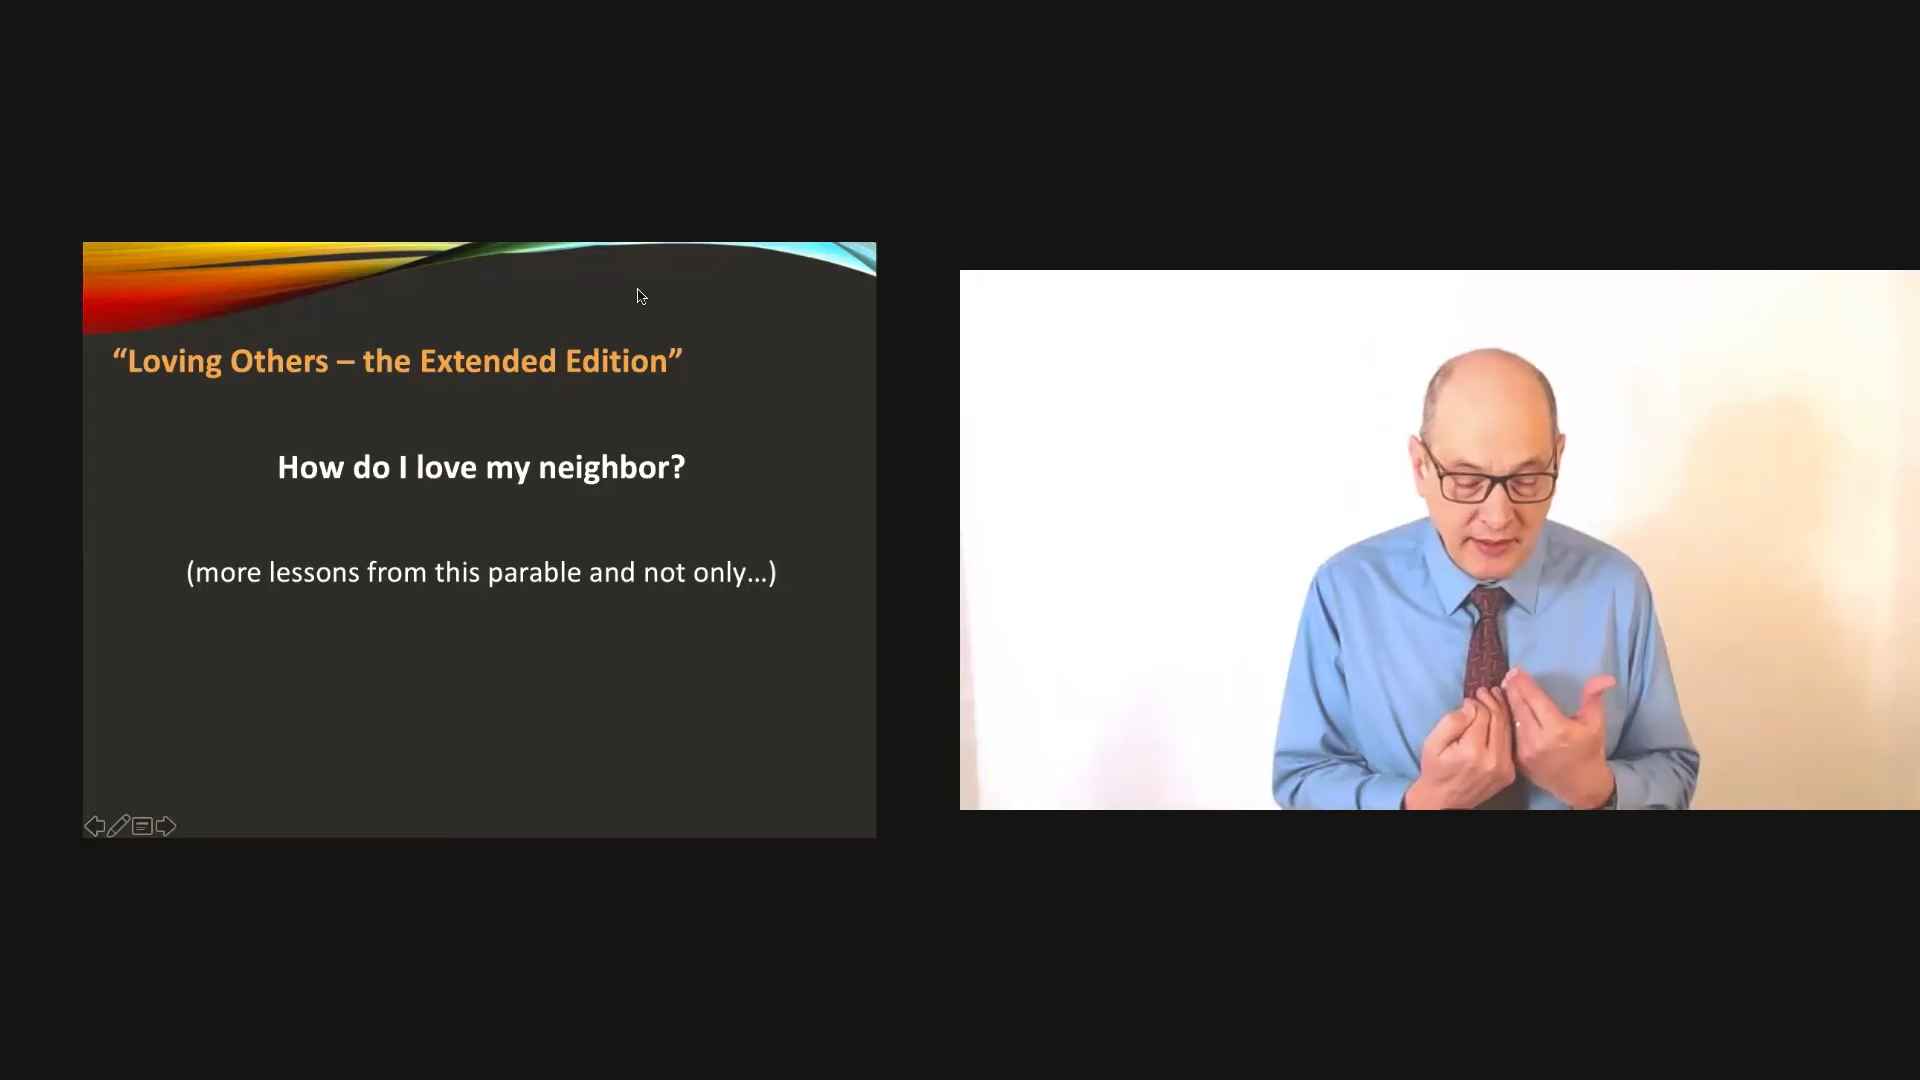 “Loving Others – the Extended Edition”
How do I love my neighbor?
(more lessons from this parable and not only...)